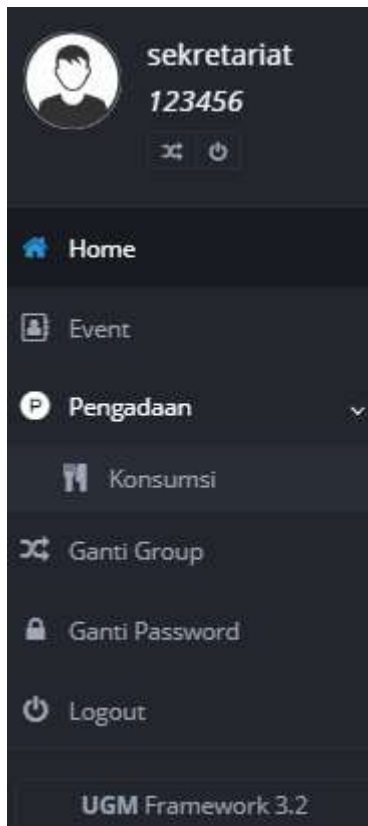 sekretariat
123456
Home
Event
Pengadaan
Konsumsi
Ganti Group
Ganti Password
Logout
UGM Framework 3.2